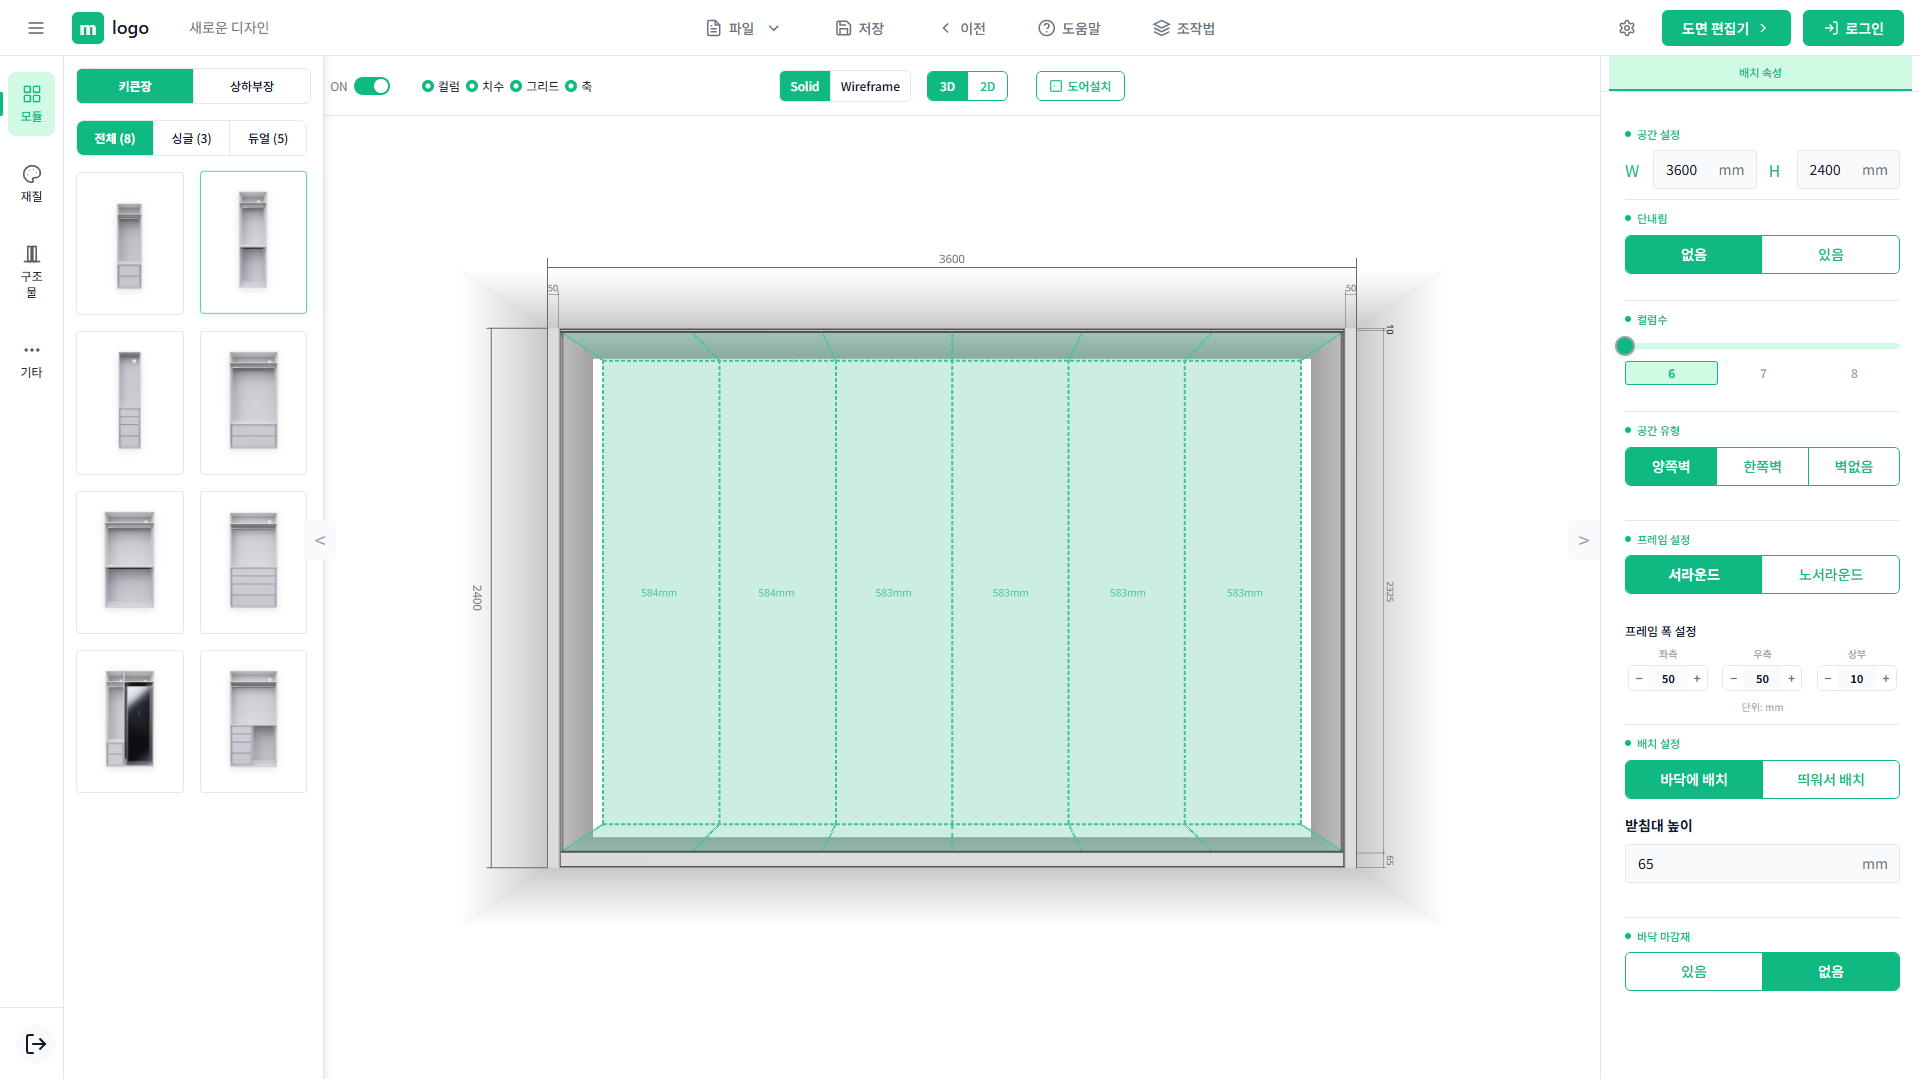 m logo
새로운 디자인
파일
저장
이전
도움말
조작법
도면 편집기
로그인
모듈
재질
구조
물
기타
키큰장
상하부장
전체 (8)
싱글 (3)
듀얼 (5)
ON
컬럼
치수
그리드
축
Solid
Wireframe
3D
2D
도어설치
<
>
3600
50
50
10
2400
2325
65
584mm
584mm
583mm
583mm
583mm
583mm
배치 속성
공간 설정
W 3600 mm H 2400 mm
단내림
없음
있음
컬럼수
6
7
8
공간 유형
양쪽벽
한쪽벽
벽없음
프레임 설정
서라운드
노서라운드
프레임 폭 설정
좌측
우측
상부
− 50 +
− 50 +
− 10 +
단위: mm
배치 설정
바닥에 배치
띄워서 배치
받침대 높이
65 mm
바닥 마감재
있음
없음